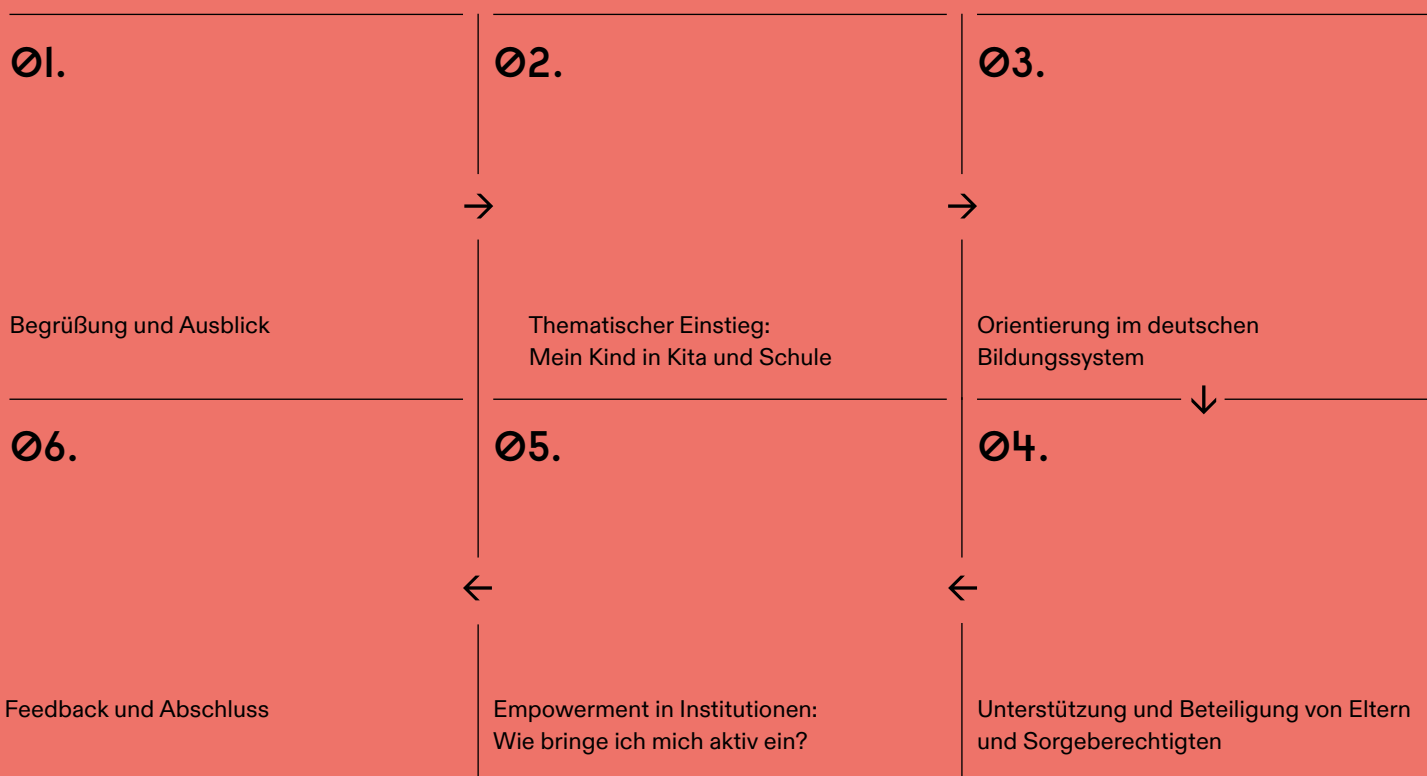 01.
Begrüßung und Ausblick
02.
Thematischer Einstieg:
Mein Kind in Kita und Schule
03.
Orientierung im deutschen
Bildungssystem
04.
Unterstützung und Beteiligung von Eltern
und Sorgeberechtigten
05.
Empowerment in Institutionen:
Wie bringe ich mich aktiv ein?
06.
Feedback und Abschluss